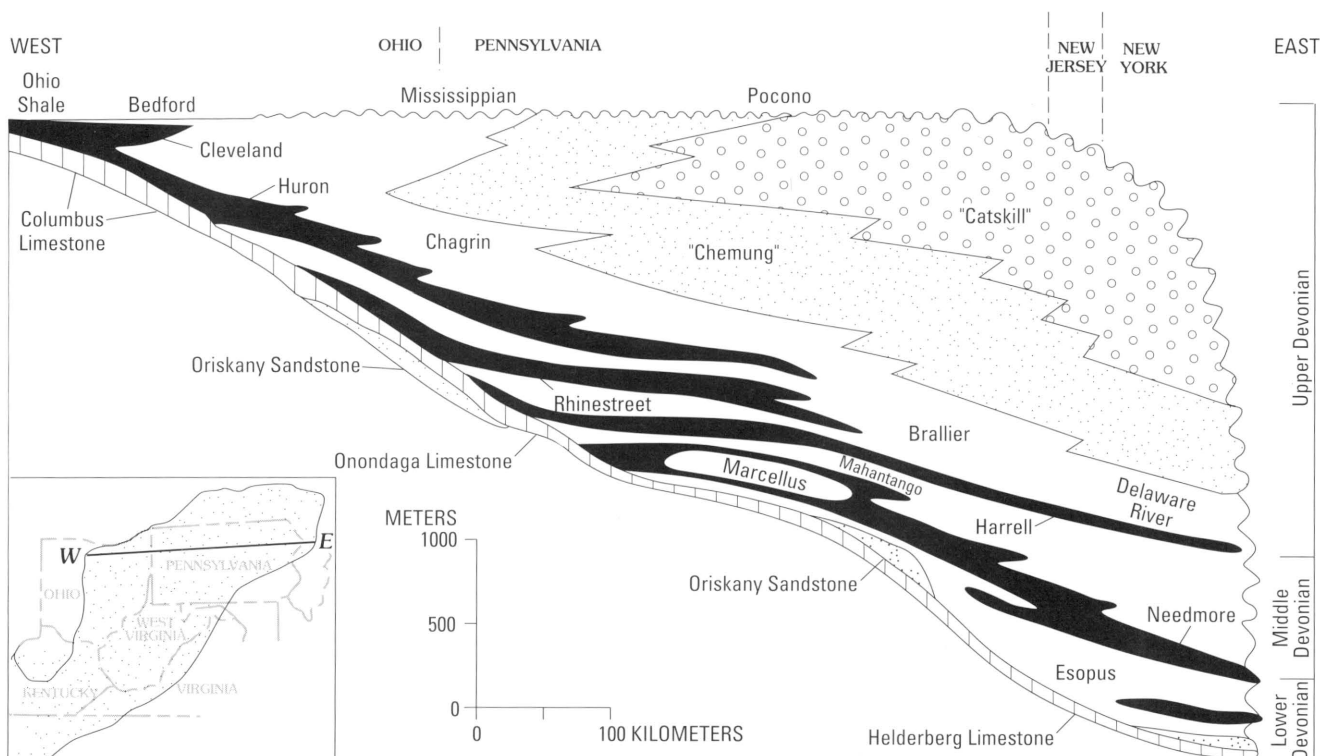 WEST
OHIO
PENNSYLVANIA
NEW
JERSEY
NEW
YORK
EAST
Ohio
Shale
Bedford
Mississippian
Pocono
Cleveland
Huron
Columbus
Limestone
Chagrin
"Chemung"
"Catskill"
Upper Devonian
Oriskany Sandstone
Rhinestreet
Brallier
Onondaga Limestone
Marcellus
Mahantango
Delaware
River
Harrell
METERS
1000
500
0
0
100 KILOMETERS
Oriskany Sandstone
Needmore
Middle
Devonian
Esopus
Helderberg Limestone
Lower
Devonian
W
E
PENNSYLVANIA
OHIO
WEST
VIRGINIA
KENTUCKY
VIRGINIA